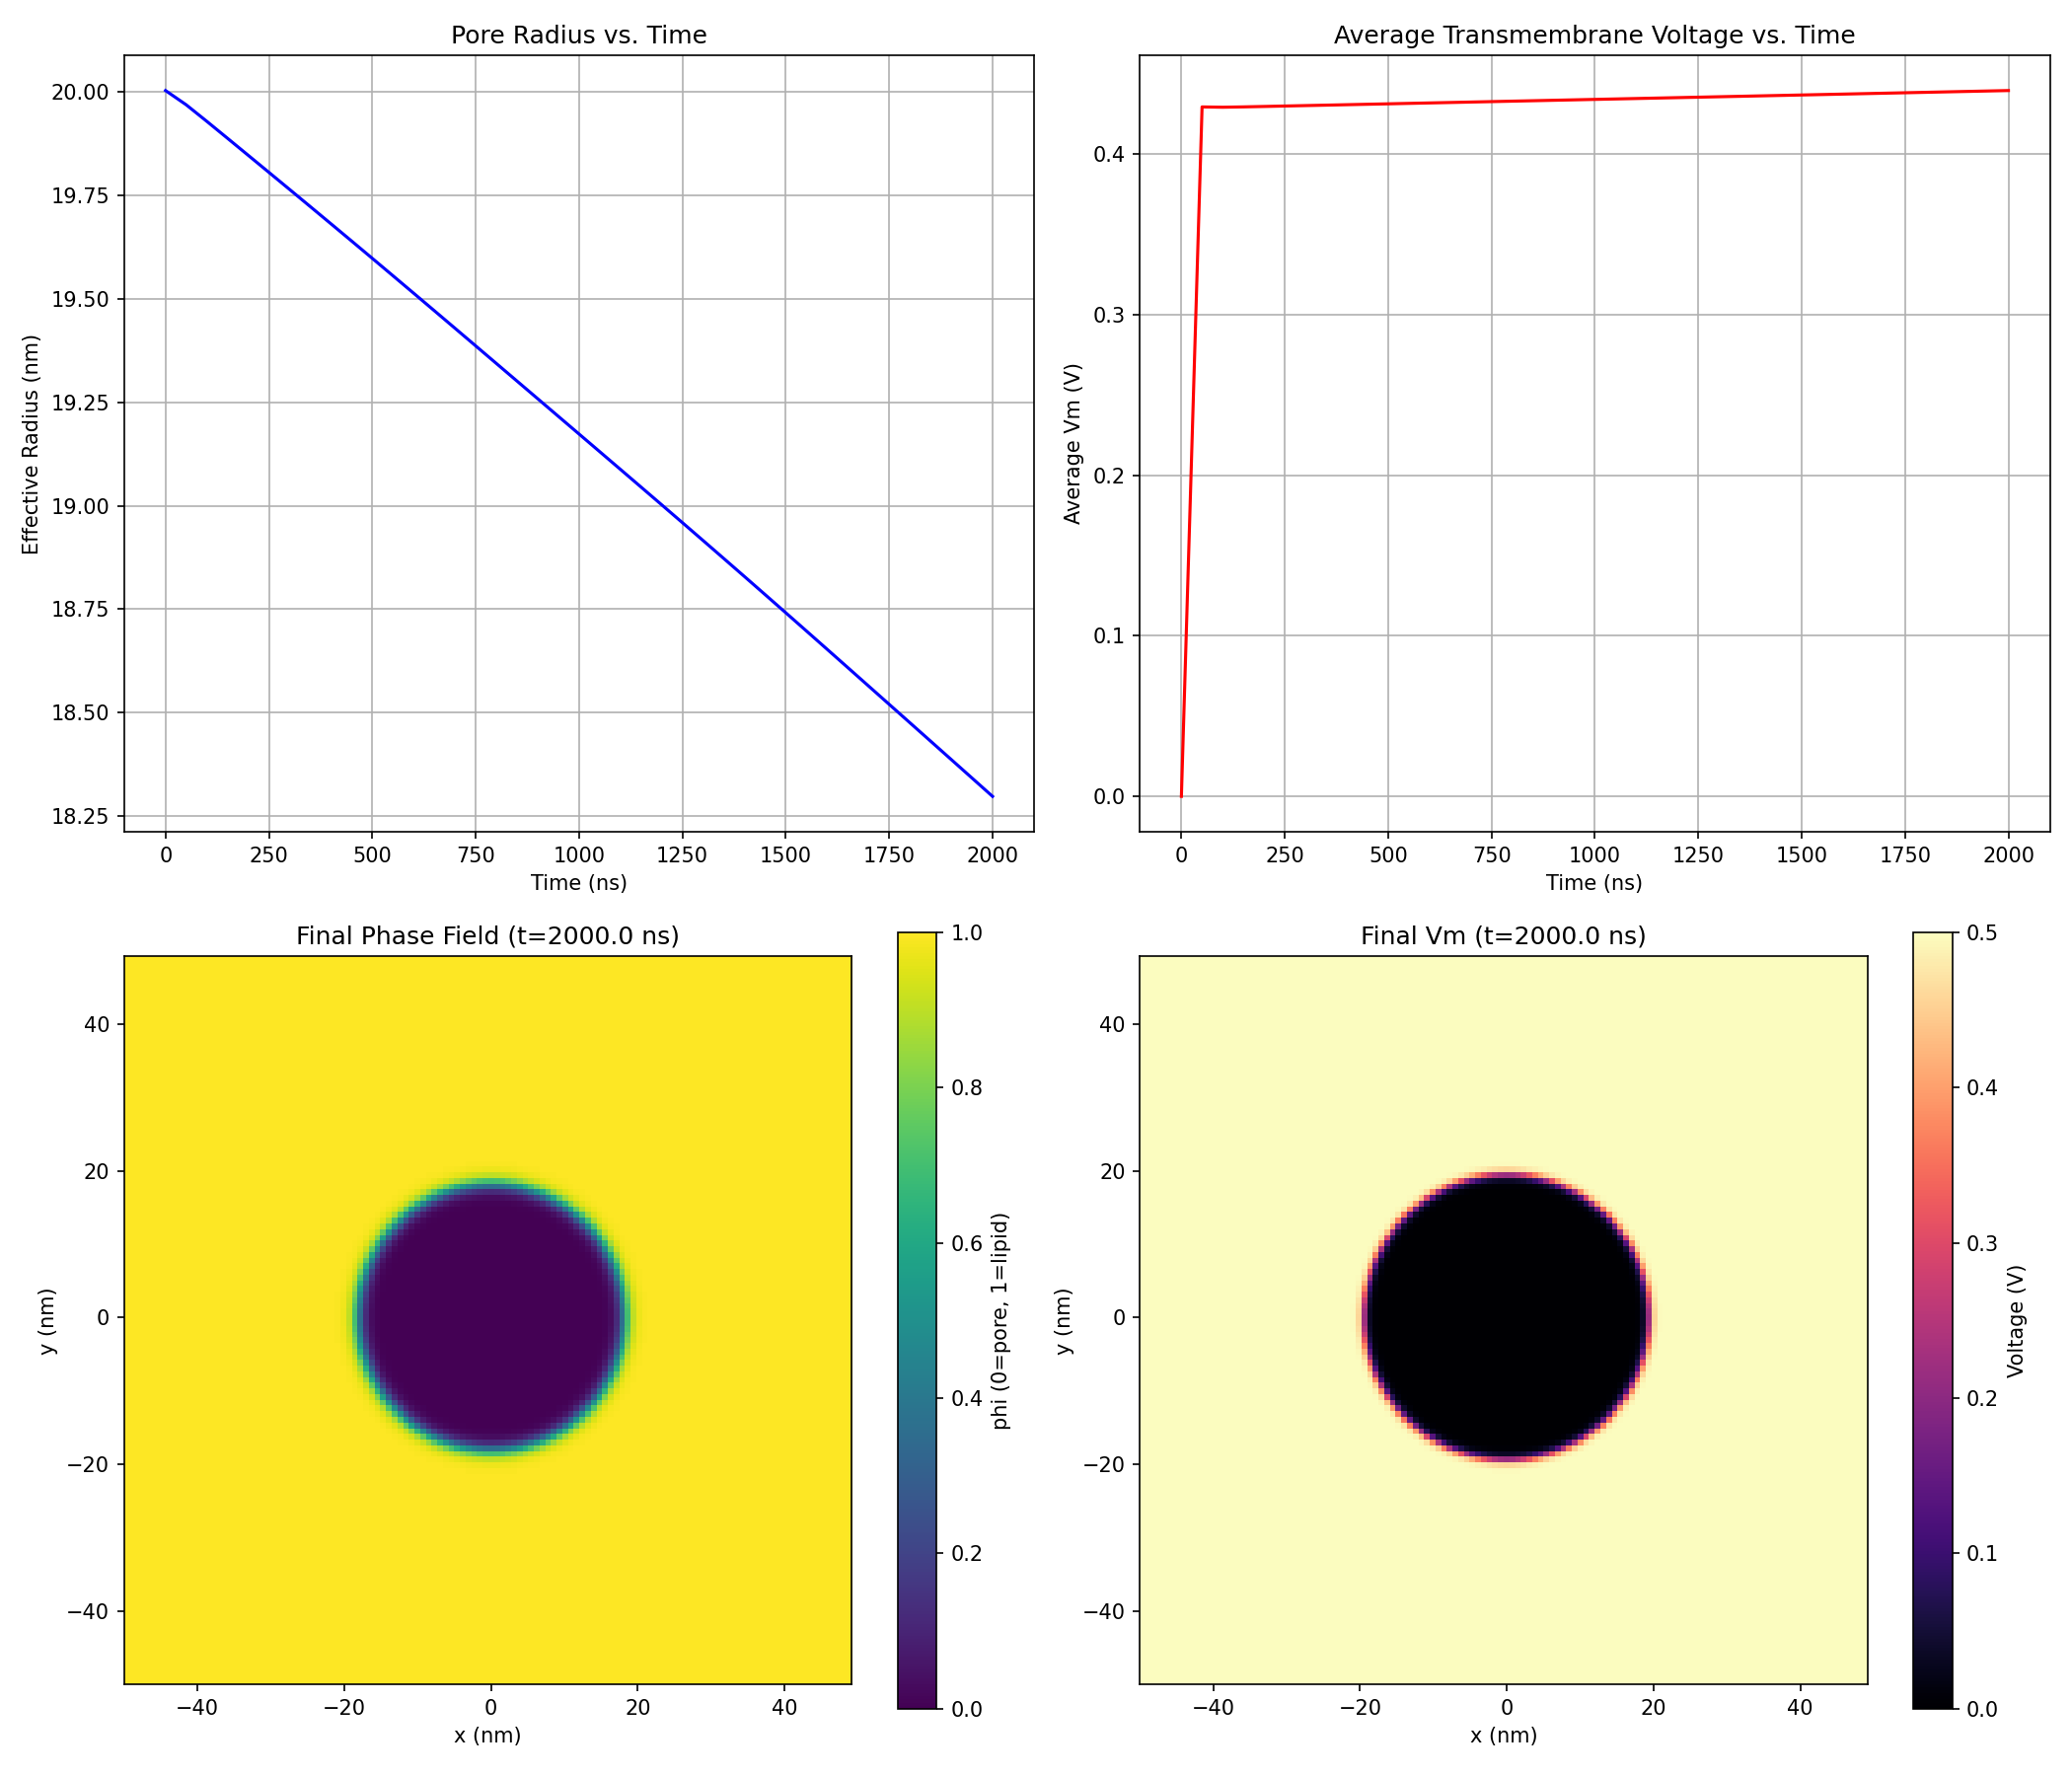 Pore Radius vs. Time
Effective Radius (nm)
20.00
19.75
19.50
19.25
19.00
18.75
18.50
18.25
0 250 500 750 1000 1250 1500 1750 2000
Time (ns)
Average Transmembrane Voltage vs. Time
Average Vm (V)
0.4
0.3
0.2
0.1
0.0
0 250 500 750 1000 1250 1500 1750 2000
Time (ns)
Final Phase Field (t=2000.0 ns)
y (nm)
40
20
0
−20
−40
−40 −20 0 20 40
x (nm)
1.0
0.8
0.6
0.4
0.2
0.0
phi (0=pore, 1=lipid)
Final Vm (t=2000.0 ns)
y (nm)
40
20
0
−20
−40
−40 −20 0 20 40
x (nm)
0.5
0.4
0.3
0.2
0.1
0.0
Voltage (V)